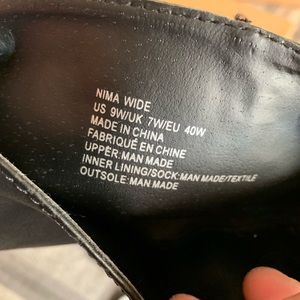 NIMA WIDE
US 9W/UK 7W/EU 40W
MADE IN CHINA
FABRIQUÉ EN CHINE
UPPER:MAN MADE
INNER LINING/SOCK:MAN MADE/TEXTILE
OUTSOLE:MAN MADE